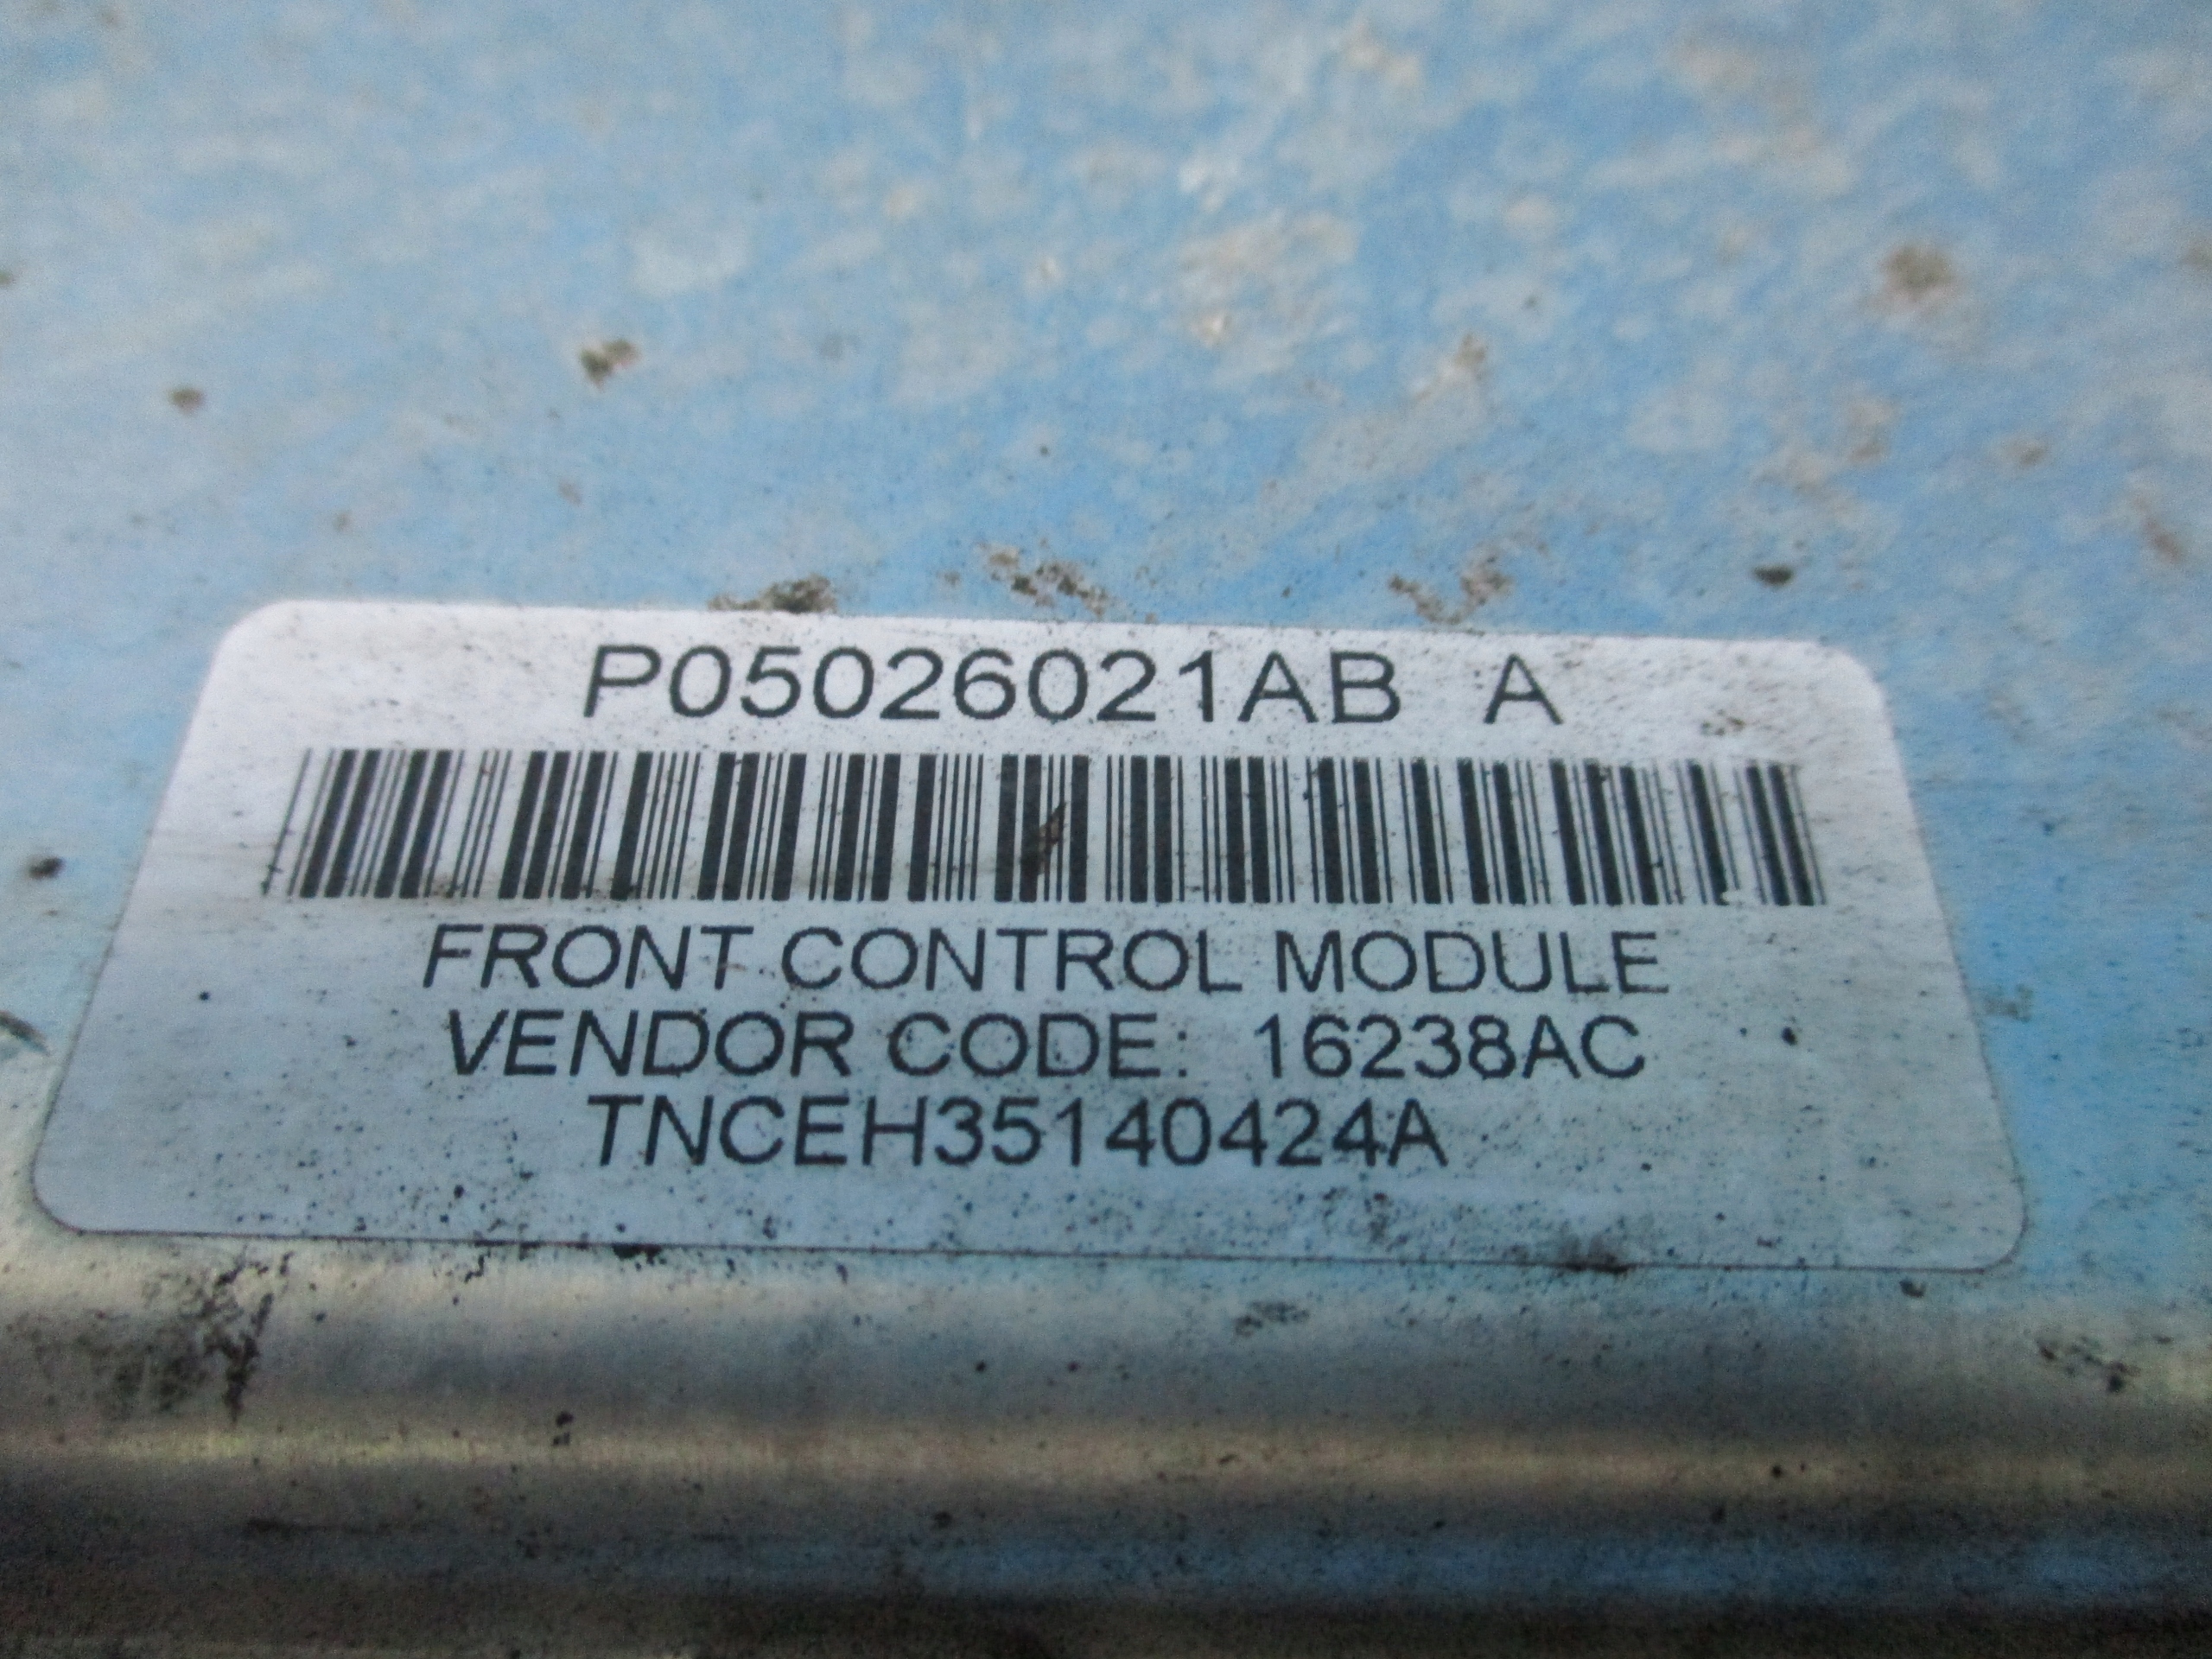 P05026021AB A
FRONT CONTROL MODULE
VENDOR CODE: 16238AC
TNCEH35140424A